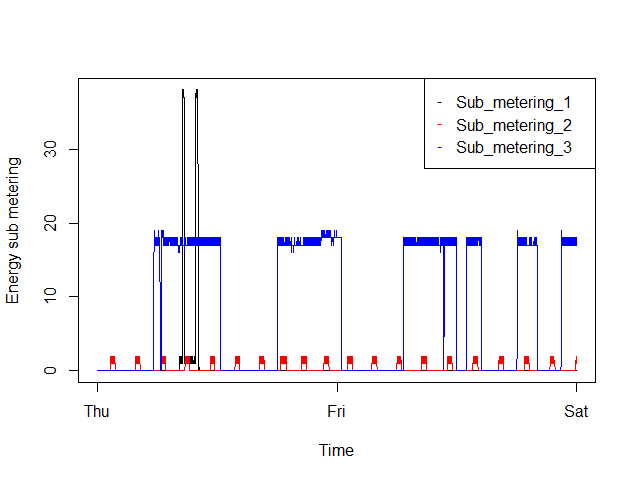 Sub_metering_1
Sub_metering_2
Sub_metering_3
Energy sub metering
30
20
10
0
Thu
Fri
Sat
Time